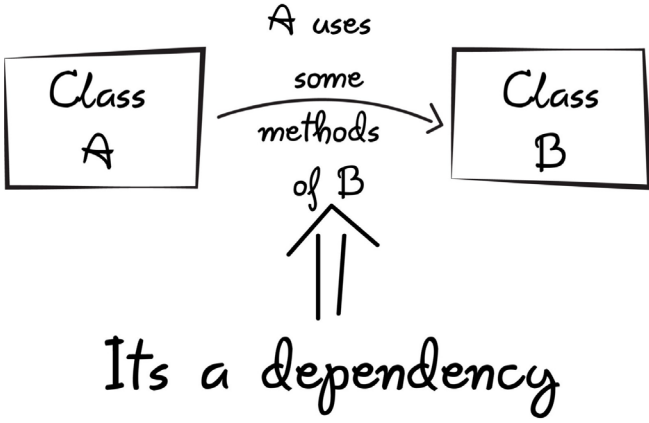 Class
A
A uses
some
methods
of B
Class
B
Its a dependency